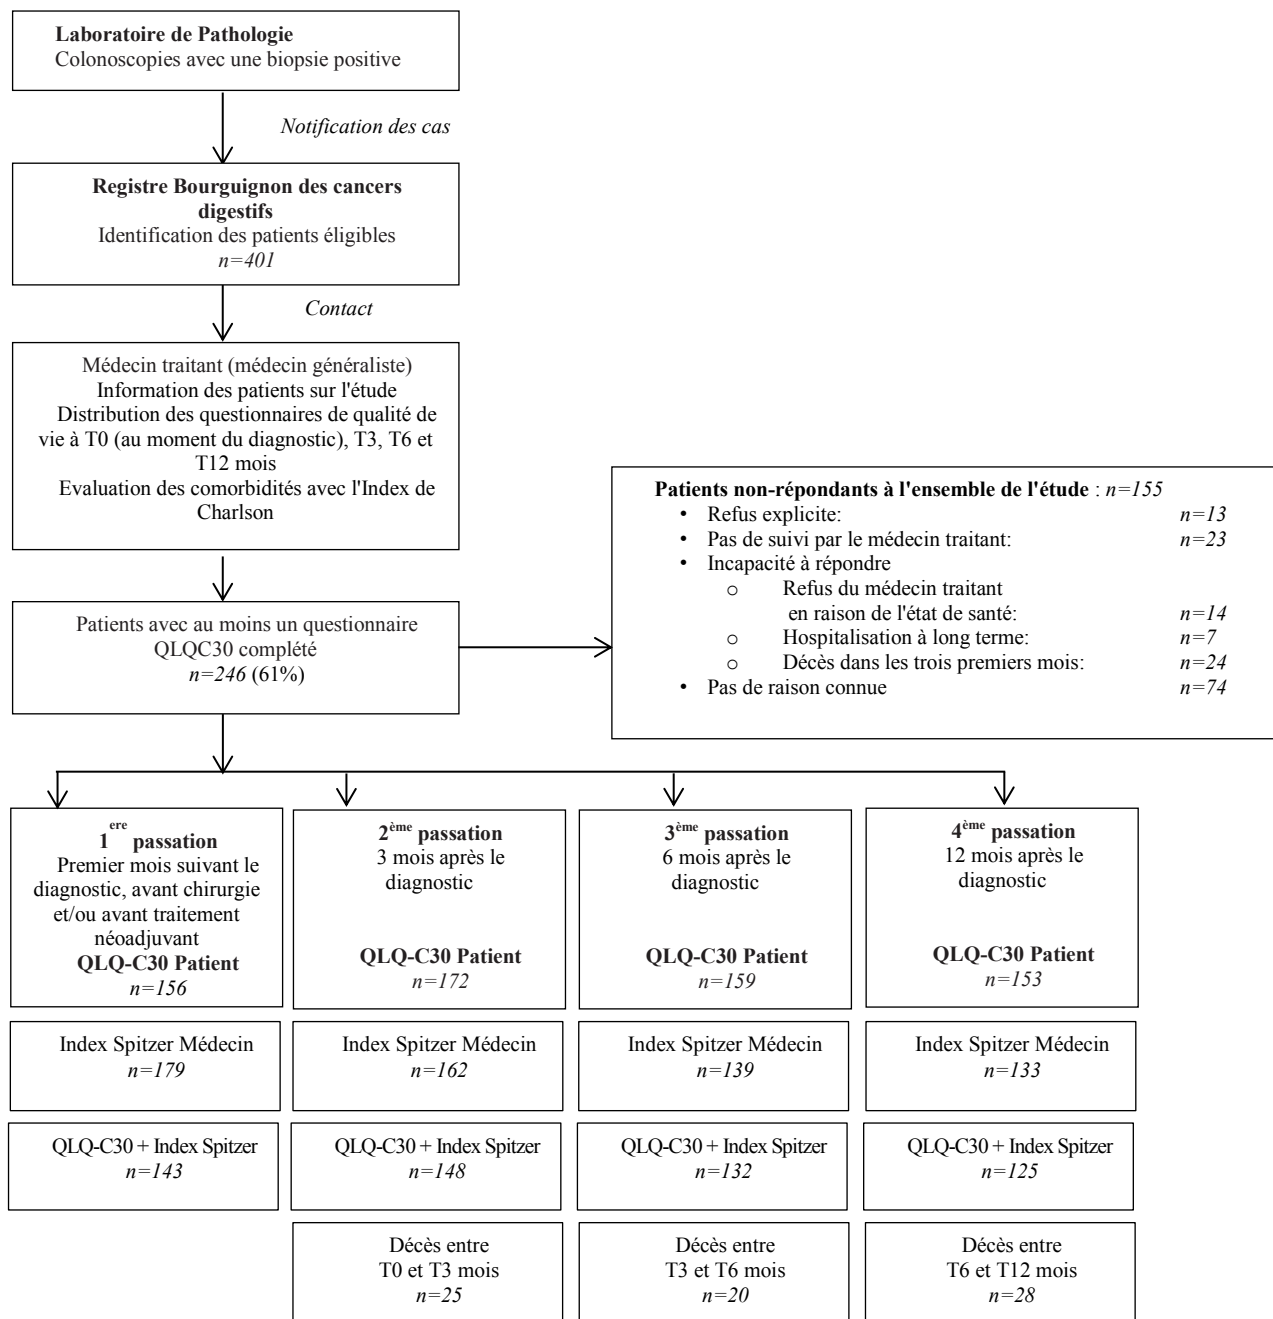 Laboratoire de Pathologie
Colonoscopies avec une biopsie positive
Notification des cas
Registre Bourguignon des cancers
digestifs
Identification des patients éligibles
n=401
Contact
Médecin traitant (médecin généraliste)
Information des patients sur l'étude
Distribution des questionnaires de qualité de
vie à T0 (au moment du diagnostic), T3, T6 et
T12 mois
Evaluation des comorbidités avec l'Index de
Charlson
Patients non-répondants à l'ensemble de l'étude : n=155
• Refus explicite: n=13
• Pas de suivi par le médecin traitant: n=23
• Incapacité à répondre
o Refus du médecin traitant
en raison de l'état de santé: n=14
o Hospitalisation à long terme: n=7
o Décès dans les trois premiers mois: n=24
• Pas de raison connue n=74
Patients avec au moins un questionnaire
QLQC30 complété
n=246 (61%)
1ere passation
Premier mois suivant le
diagnostic, avant chirurgie
et/ou avant traitement
néoadjuvant
QLQ-C30 Patient
n=156
2ème passation
3 mois après le
diagnostic
QLQ-C30 Patient
n=172
3ème passation
6 mois après le
diagnostic
QLQ-C30 Patient
n=159
4ème passation
12 mois après le
diagnostic
QLQ-C30 Patient
n=153
Index Spitzer Médecin
n=179
Index Spitzer Médecin
n=162
Index Spitzer Médecin
n=139
Index Spitzer Médecin
n=133
QLQ-C30 + Index Spitzer
n=143
QLQ-C30 + Index Spitzer
n=148
QLQ-C30 + Index Spitzer
n=132
QLQ-C30 + Index Spitzer
n=125
Décès entre
T0 et T3 mois
n=25
Décès entre
T3 et T6 mois
n=20
Décès entre
T6 et T12 mois
n=28